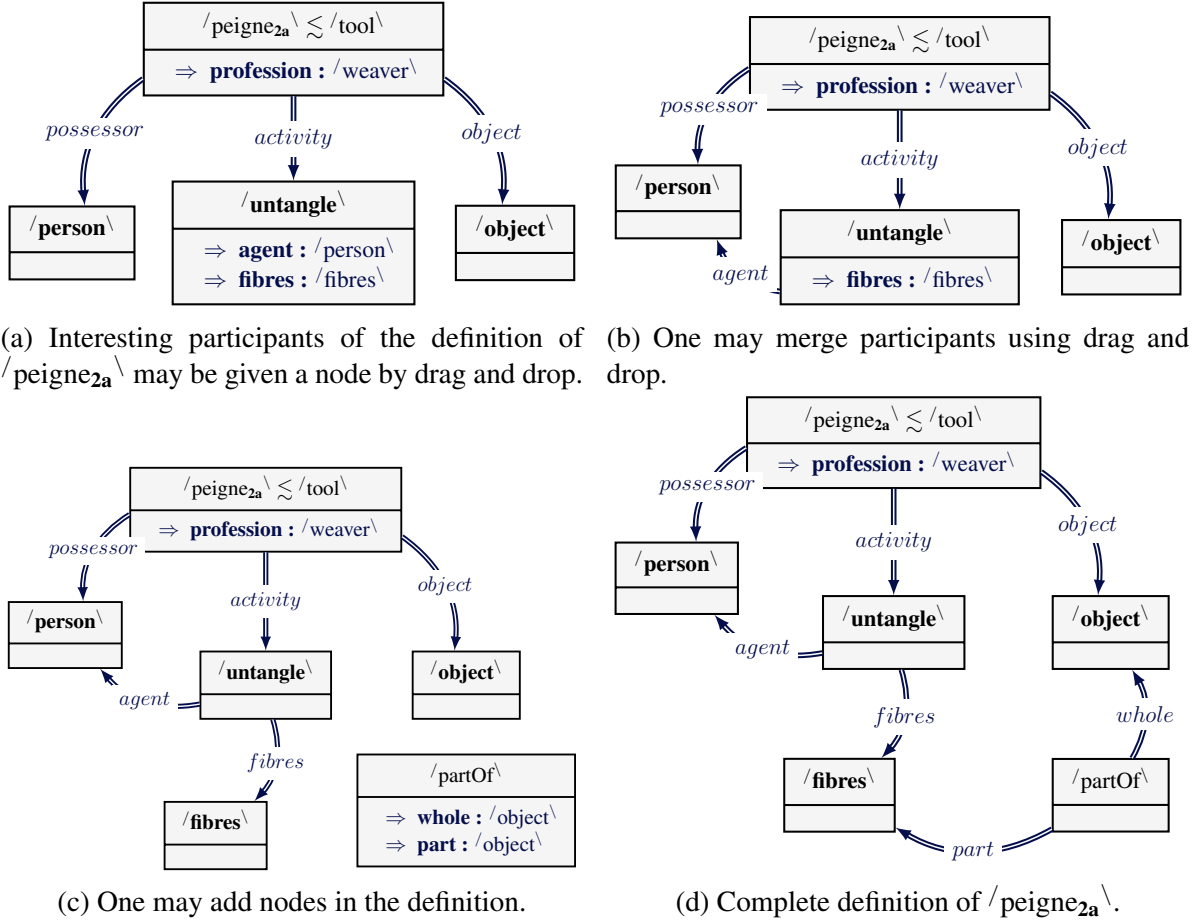 /peigne2a\ ≲ /tool\
⇒ profession : /weaver\
possessor
activity
object
/person\
/untangle\
⇒ agent : /person\
⇒ fibres : /fibres\
/object\
(a) Interesting participants of the definition of
/peigne2a\ may be given a node by drag and drop.
/peigne2a\ ≲ /tool\
⇒ profession : /weaver\
possessor
activity
object
/person\
agent
/untangle\
⇒ fibres : /fibres\
/object\
(b) One may merge participants using drag and
drop.
/peigne2a\ ≲ /tool\
⇒ profession : /weaver\
possessor
activity
object
/person\
/untangle\
/object\
agent
fibres
/fibres\
/partOf\
⇒ whole : /object\
⇒ part : /object\
(c) One may add nodes in the definition.
/peigne2a\ ≲ /tool\
⇒ profession : /weaver\
possessor
activity
object
/person\
/untangle\
/object\
agent
fibres
whole
/fibres\
/partOf\
part
(d) Complete definition of /peigne2a\.